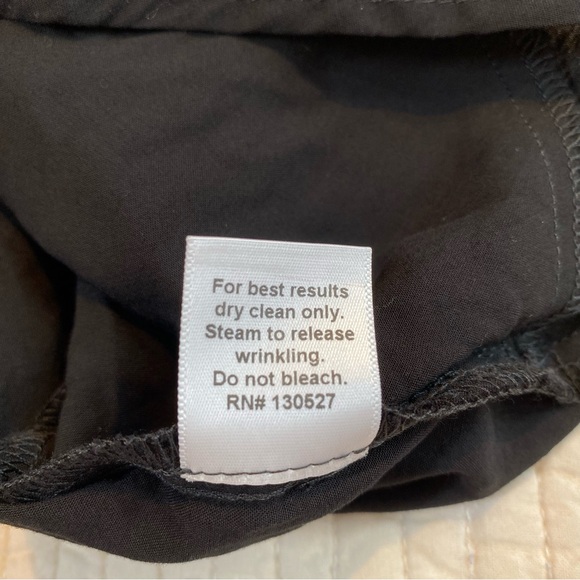 For best results
dry clean only.
Steam to release
wrinkling.
Do not bleach.
RN# 130527